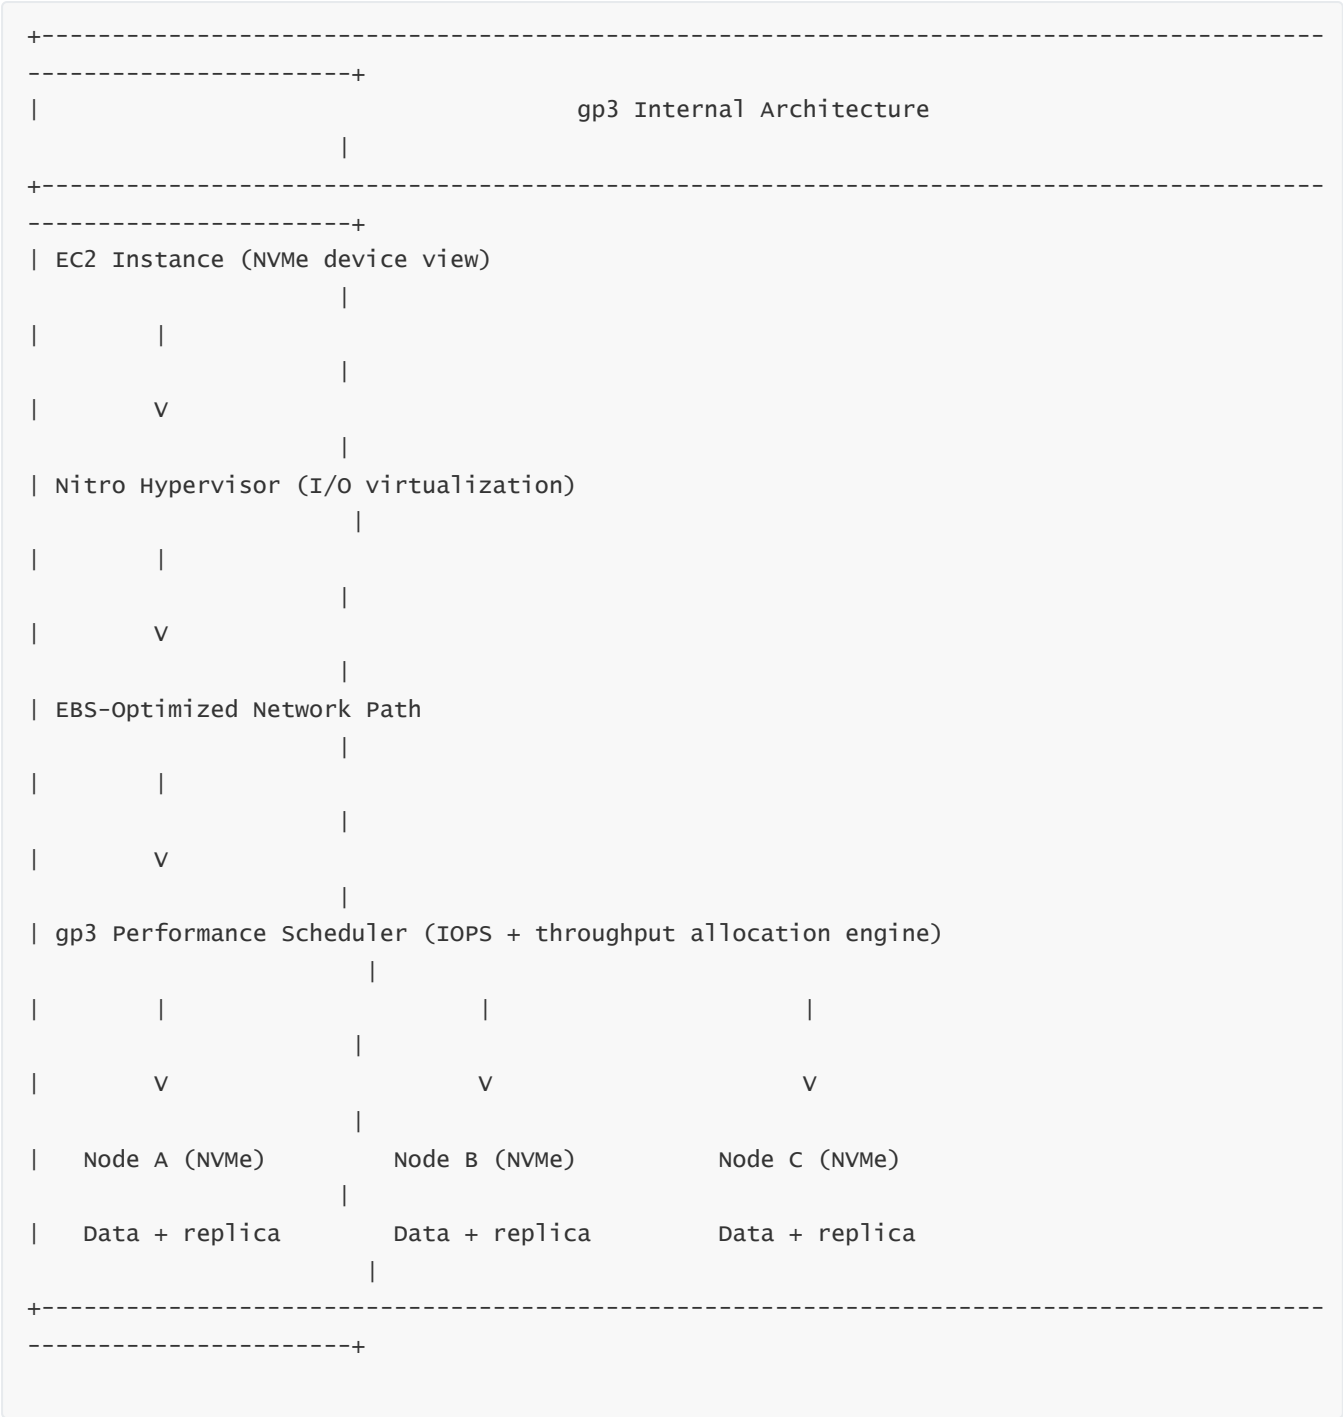 +-------------------------------------------------------------------------------------------
-----------------------+
|                                      gp3 Internal Architecture
                      |
+-------------------------------------------------------------------------------------------
-----------------------+
| EC2 Instance (NVMe device view)
                      |
|        |
                      |
|        V
                      |
| Nitro Hypervisor (I/O virtualization)
                       |
|        |
                      |
|        V
                      |
| EBS-Optimized Network Path
                      |
|        |
                      |
|        V
                      |
| gp3 Performance Scheduler (IOPS + throughput allocation engine)
                        |
|        |                      |                      |
                       |
|        V                      V                      V
                       |
|   Node A (NVMe)         Node B (NVMe)          Node C (NVMe)
                      |
|   Data + replica        Data + replica         Data + replica
                        |
+-------------------------------------------------------------------------------------------
-----------------------+